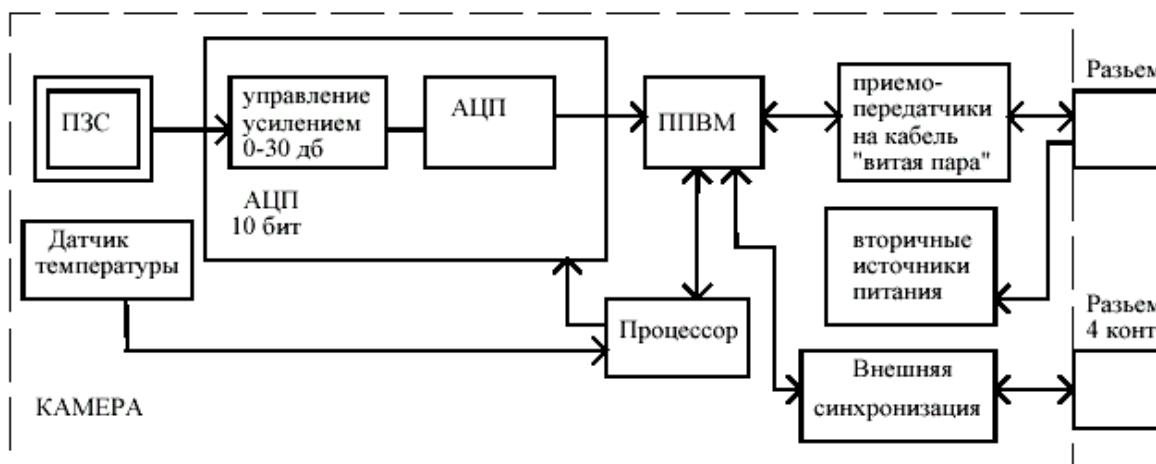 ПЗС
управление
усилением
0-30 дб
АЦП
АЦП
10 бит
ППВМ
приемо-
передатчики
на кабель
"витая пара"
Разъем
Датчик
температуры
вторичные
источники
питания
Процессор
Разъем
4 конт
Внешняя
синхронизация
КАМЕРА